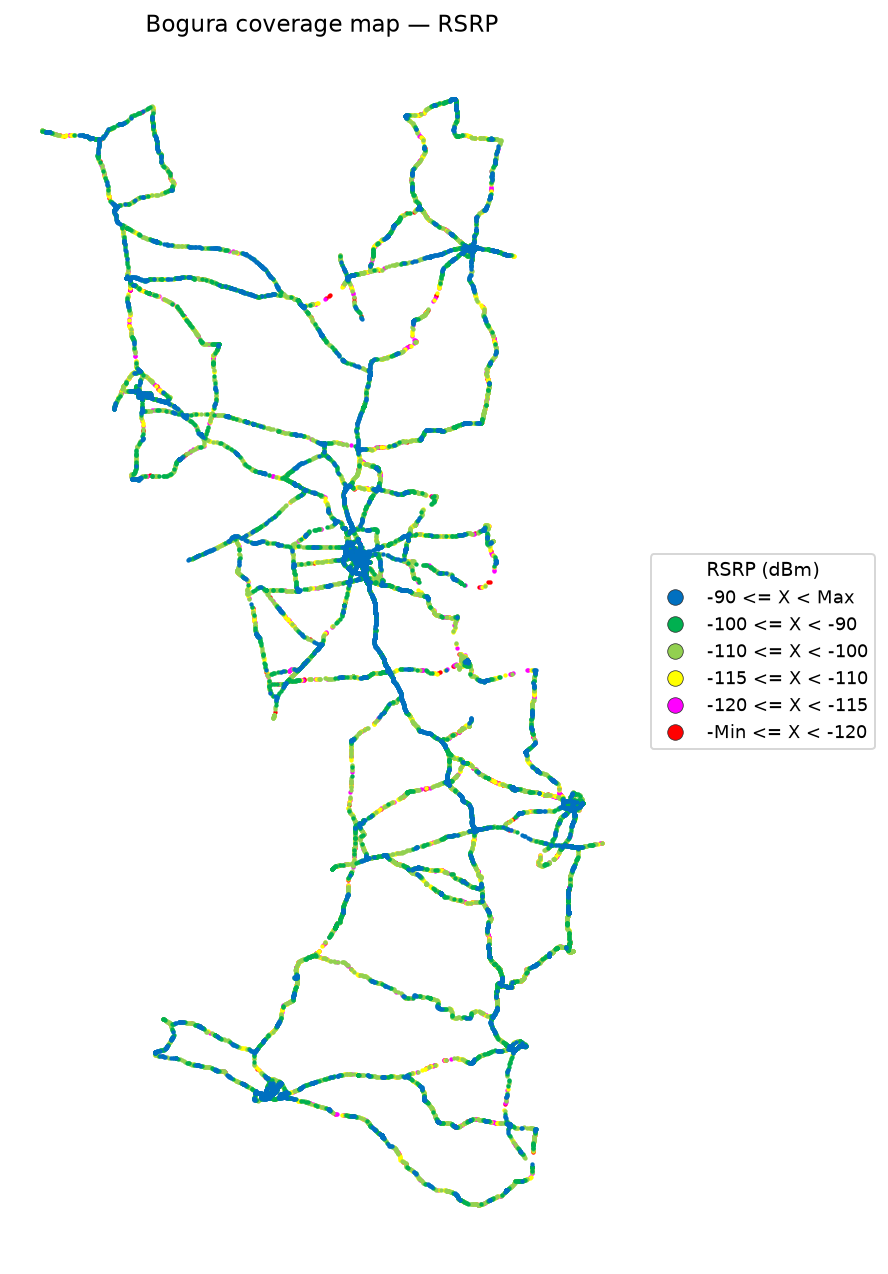 Bogura coverage map — RSRP
RSRP (dBm)
-90 <= X < Max
-100 <= X < -90
-110 <= X < -100
-115 <= X < -110
-120 <= X < -115
-Min <= X < -120